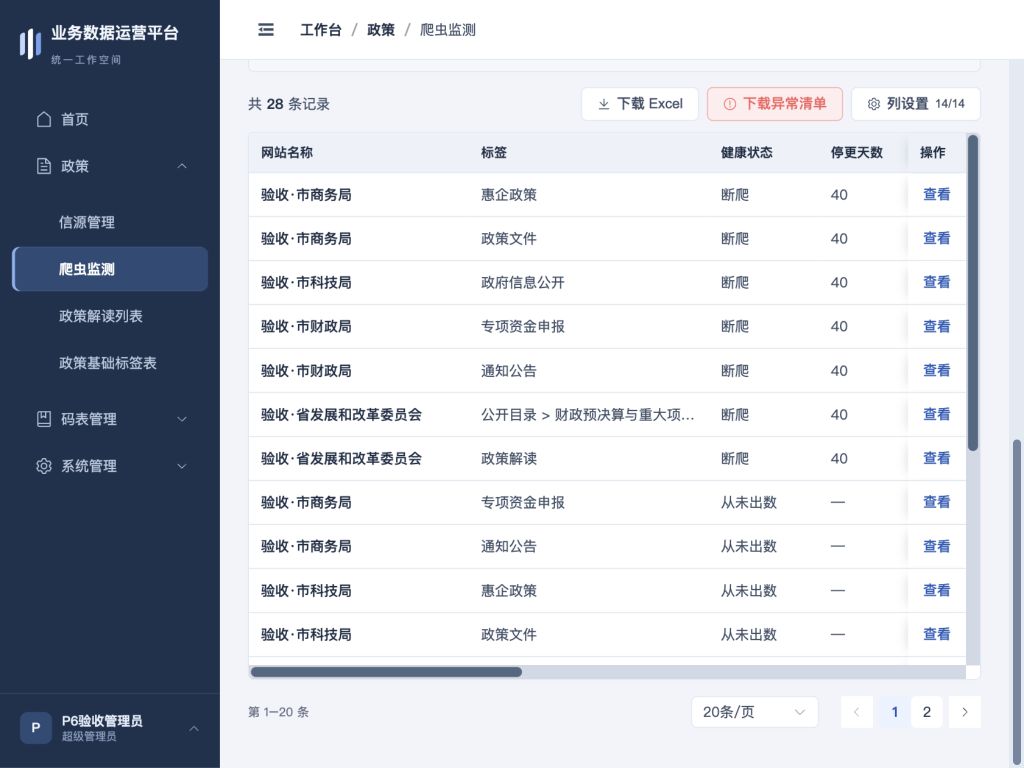 业务数据运营平台
统一工作空间
首页
政策
信源管理
爬虫监测
政策解读列表
政策基础标签表
码表管理
系统管理
P
P6验收管理员
超级管理员
工作台 / 政策 / 爬虫监测
共 28 条记录 下载 Excel 下载异常清单 列设置 14/14
网站名称 标签 健康状态 停更天数 操作
验收·市商务局 惠企政策 断爬 40 查看
验收·市商务局 政策文件 断爬 40 查看
验收·市科技局 政府信息公开 断爬 40 查看
验收·市财政局 专项资金申报 断爬 40 查看
验收·市财政局 通知公告 断爬 40 查看
验收·省发展和改革委员会 公开目录 > 财政预决算与重大项... 断爬 40 查看
验收·省发展和改革委员会 政策解读 断爬 40 查看
验收·市商务局 专项资金申报 从未出数 — 查看
验收·市商务局 通知公告 从未出数 — 查看
验收·市科技局 惠企政策 从未出数 — 查看
验收·市科技局 政策文件 从未出数 — 查看
第 1–20 条 20条/页 1 2